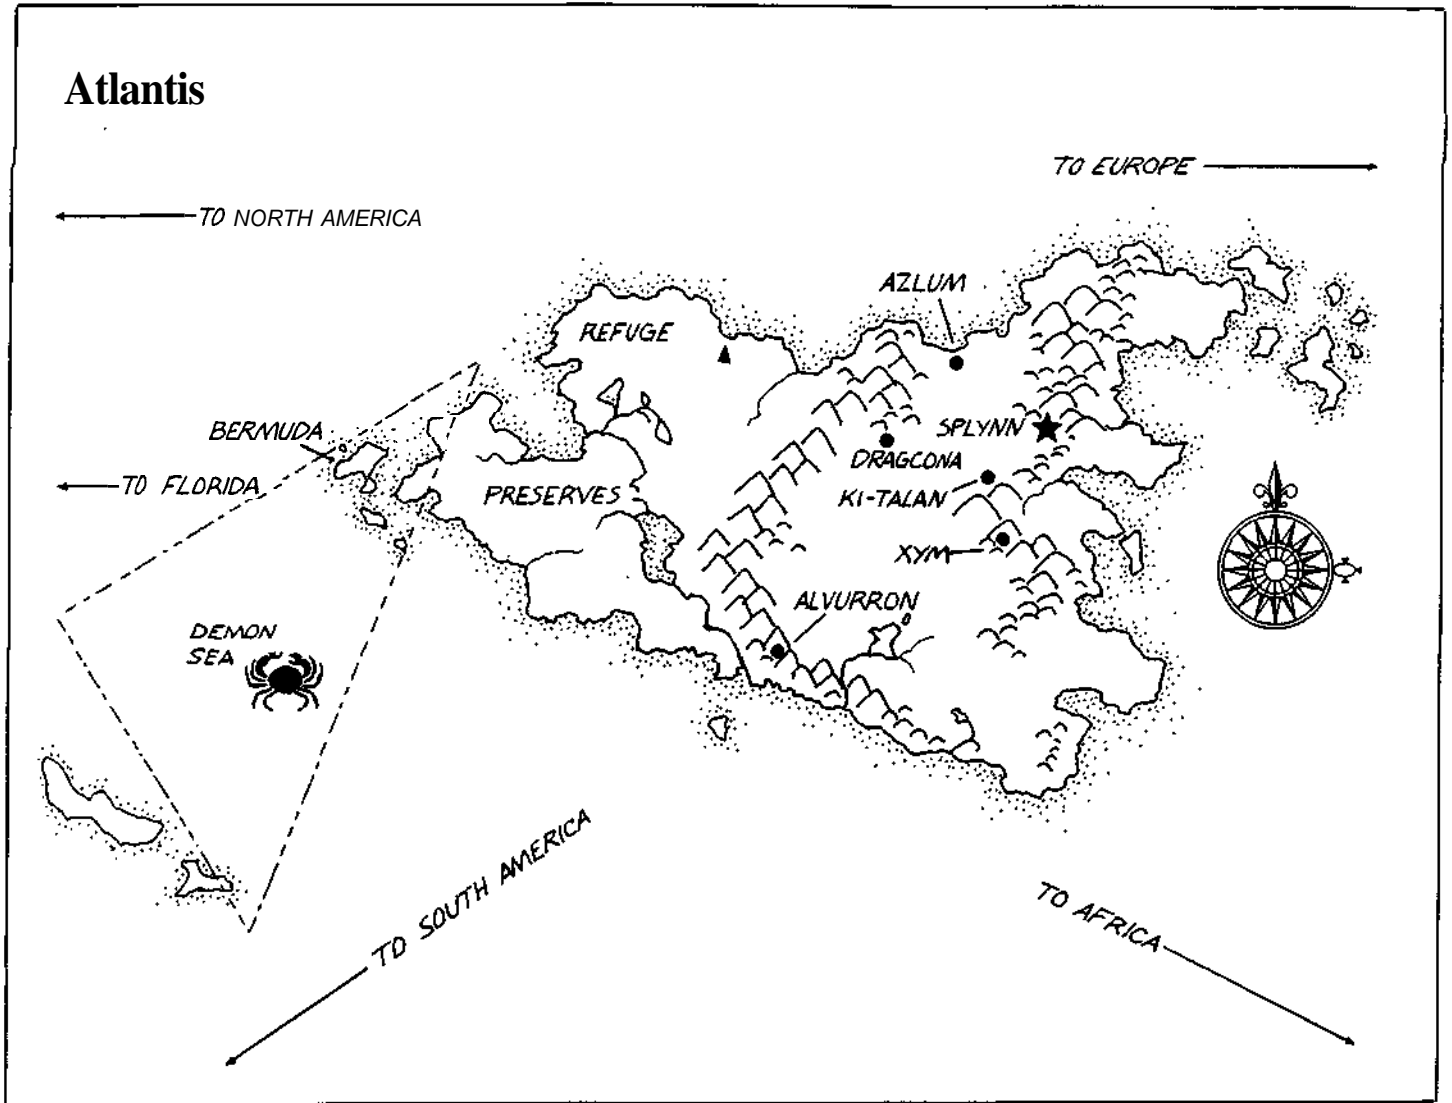 Atlantis
TO EUROPE
TO NORTH AMERICA
AZLUM
REFUGE
BERMUDA
SPLYNN
DRAGCONA
TO FLORIDA
PRESERVES
KI-TALAN
XYM
ALVURRON
DEMON
SEA
TO SOUTH AMERICA
TO AFRICA